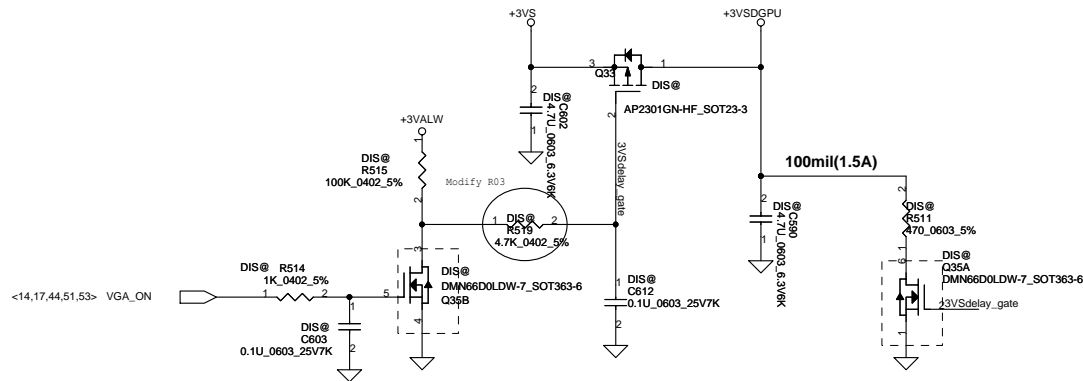 +3VS
+3VSDGPU
3
1
Q33
DIS@
AP2301GN-HF_SOT23-3
2
2
1
DIS@
C602
4.7U_0603_6.3V6K
+3VALW
1
DIS@
R515
100K_0402_5%
2
Modify R03
1
DIS@
2
R519
4.7K_0402_5%
3VSdelay_gate
100mil(1.5A)
2
1
DIS@
C590
4.7U_0603_6.3V6K
2
DIS@
R511
470_0603_5%
1
6
DIS@
Q35A
DMN66D0LDW-7_SOT363-6
2
3VSdelay_gate
1
3
DIS@
DMN66D0LDW-7_SOT363-6
Q35B
5
4
1
DIS@
C612
0.1U_0603_25V7K
2
DIS@
R514
1K_0402_5%
<14,17,44,51,53> VGA_ON
1
2
1
DIS@
C603
2
0.1U_0603_25V7K